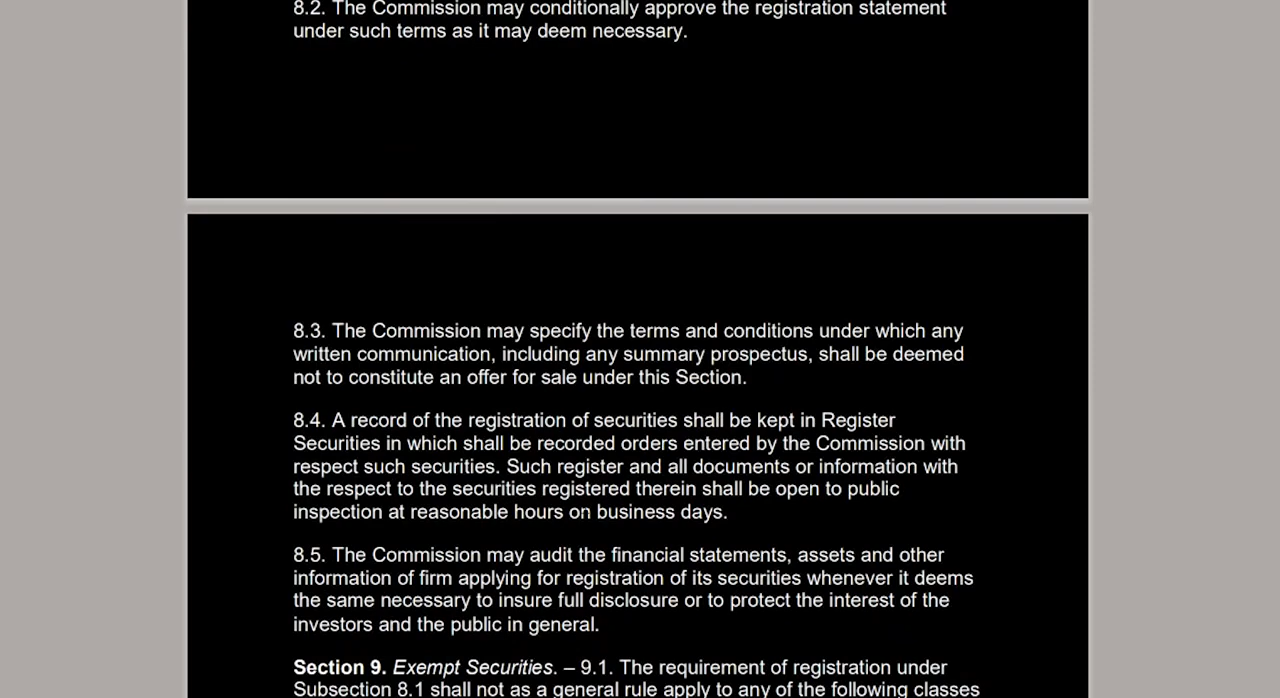 8.2. The Commission may conditionally approve the registration statement
under such terms as it may deem necessary.
8.3. The Commission may specify the terms and conditions under which any
written communication, including any summary prospectus, shall be deemed
not to constitute an offer for sale under this Section.
8.4. A record of the registration of securities shall be kept in Register
Securities in which shall be recorded orders entered by the Commission with
respect such securities. Such register and all documents or information with
the respect to the securities registered therein shall be open to public
inspection at reasonable hours on business days.
8.5. The Commission may audit the financial statements, assets and other
information of firm applying for registration of its securities whenever it deems
the same necessary to insure full disclosure or to protect the interest of the
investors and the public in general.
Section 9. Exempt Securities. – 9.1. The requirement of registration under
Subsection 8.1 shall not as a general rule apply to any of the following classes